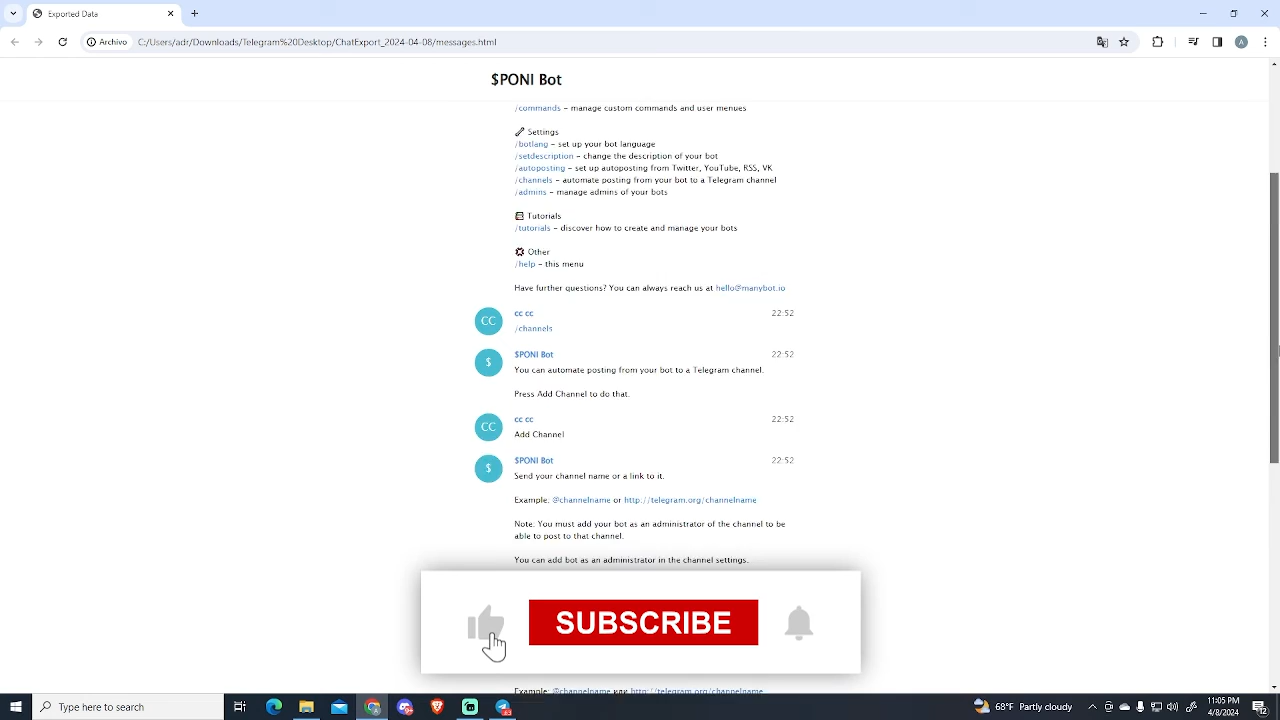 Exported Data
Archivo
C:/Users/adr/Downloads/Telegram%20Desktop/ChatExport_2024-04-08/messages.html
A
$PONI Bot
/commands - manage custom commands and user menues
Settings
/botlang - set up your bot language
/setdescription - change the description of your bot
/autoposting - set up autoposting from Twitter, YouTube, RSS, VK
/channels - automate posting from your bot to a Telegram channel
/admins - manage admins of your bots
Tutorials
/tutorials - discover how to create and manage your bots
Other
/help - this menu
Have further questions? You can always reach us at hello@manybot.io
CC
cc cc
22:52
/channels
$
$PONI Bot
22:52
You can automate posting from your bot to a Telegram channel.
Press Add Channel to do that.
CC
cc cc
22:52
Add Channel
$
$PONI Bot
22:52
Send your channel name or a link to it.
Example: @channelname or http://telegram.org/channelname
Note: You must add your bot as an administrator of the channel to be
able to post to that channel.
You can add bot as an administrator in the channel settings.
SUBSCRIBE
Example: @channelname или http://telegram.org/channelname
Type here to search
68°F Partly cloudy
11:05 PM
4/8/2024